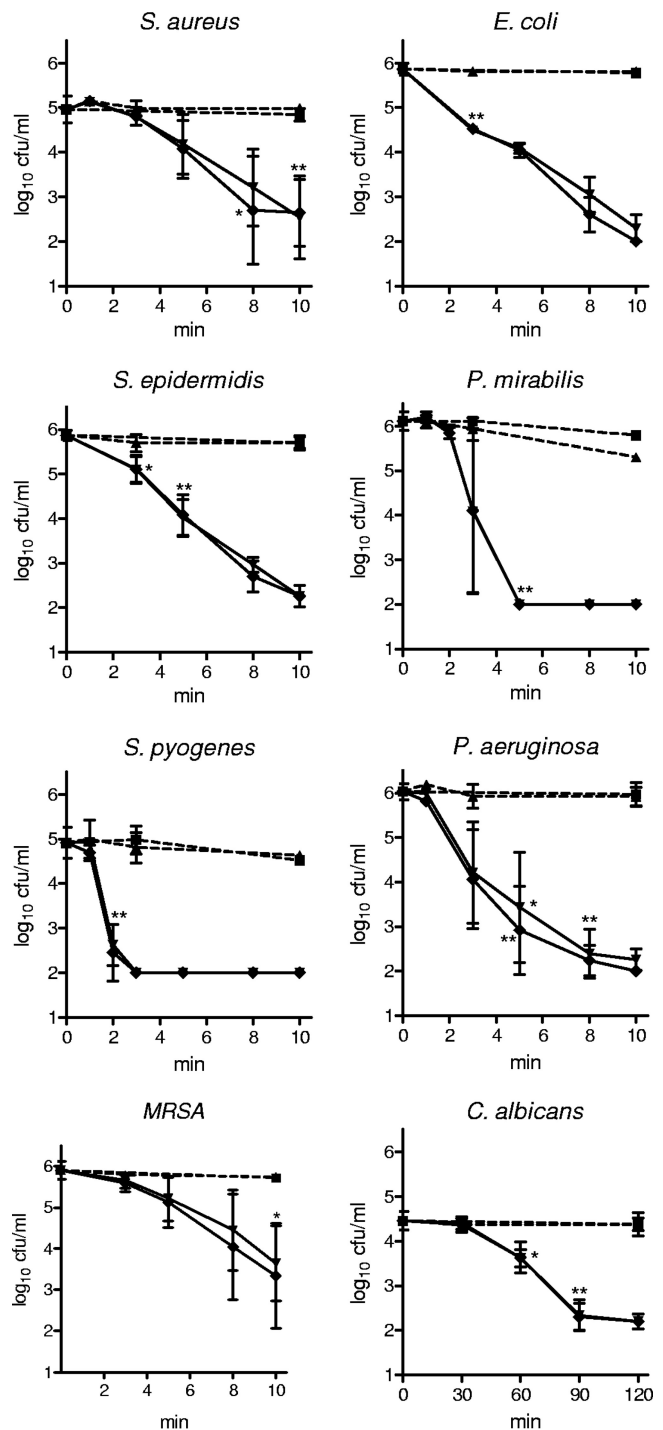 S. aureus
log10 cfu/ml
6
5
4
3
2
1
*
**
0 2 4 6 8 10
min
E. coli
log10 cfu/ml
6
5
4
3
2
1
**
0 2 4 6 8 10
min
S. epidermidis
log10 cfu/ml
6
5
4
3
2
1
*
**
0 2 4 6 8 10
min
P. mirabilis
log10 cfu/ml
6
5
4
3
2
1
**
0 2 4 6 8 10
min
S. pyogenes
log10 cfu/ml
6
5
4
3
2
1
**
0 2 4 6 8 10
min
P. aeruginosa
log10 cfu/ml
6
5
4
3
2
1
**
*
**
0 2 4 6 8 10
min
MRSA
log10 cfu/ml
6
5
4
3
2
1
*
2 4 6 8 10
min
C. albicans
log10 cfu/ml
6
5
4
3
2
1
*
**
0 30 60 90 120
min